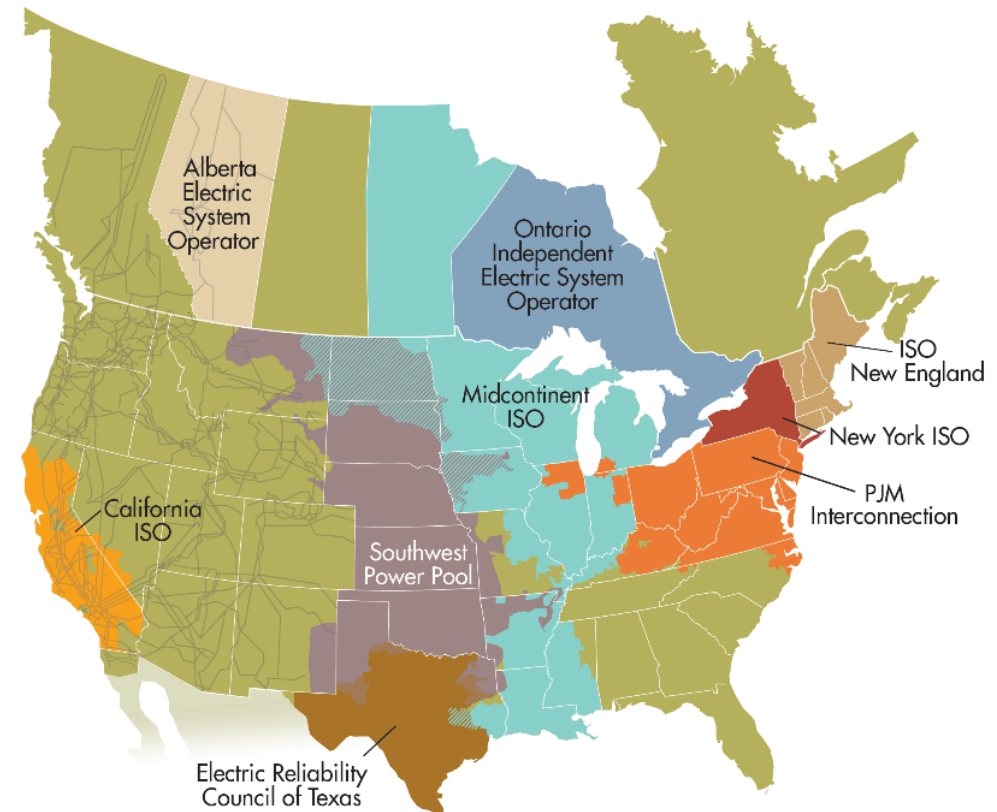 Alberta
Electric
System
Operator
Ontario
Independent
Electric System
Operator
ISO
New England
Midcontinent
ISO
New York ISO
PJM
Interconnection
California
ISO
Southwest
Power Pool
Electric Reliability
Council of Texas